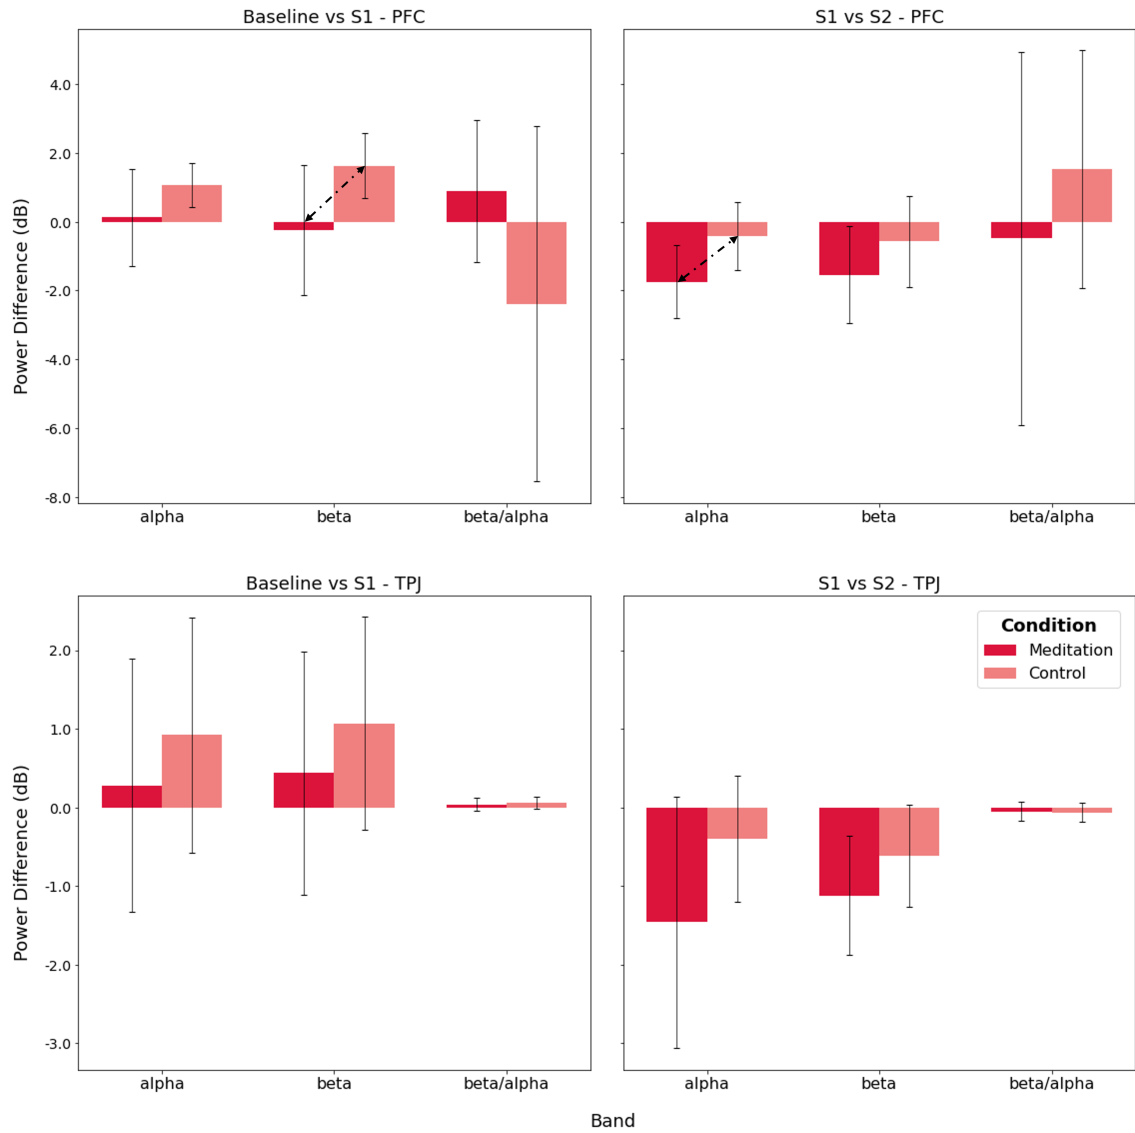 Baseline vs S1 - PFC
S1 vs S2 - PFC
Power Difference (dB)
4.0
2.0
0.0
-2.0
-4.0
-6.0
-8.0
alpha
beta
beta/alpha
alpha
beta
beta/alpha
Baseline vs S1 - TPJ
S1 vs S2 - TPJ
Power Difference (dB)
2.0
1.0
0.0
-1.0
-2.0
-3.0
Condition
Meditation
Control
alpha
beta
beta/alpha
alpha
beta
beta/alpha
Band